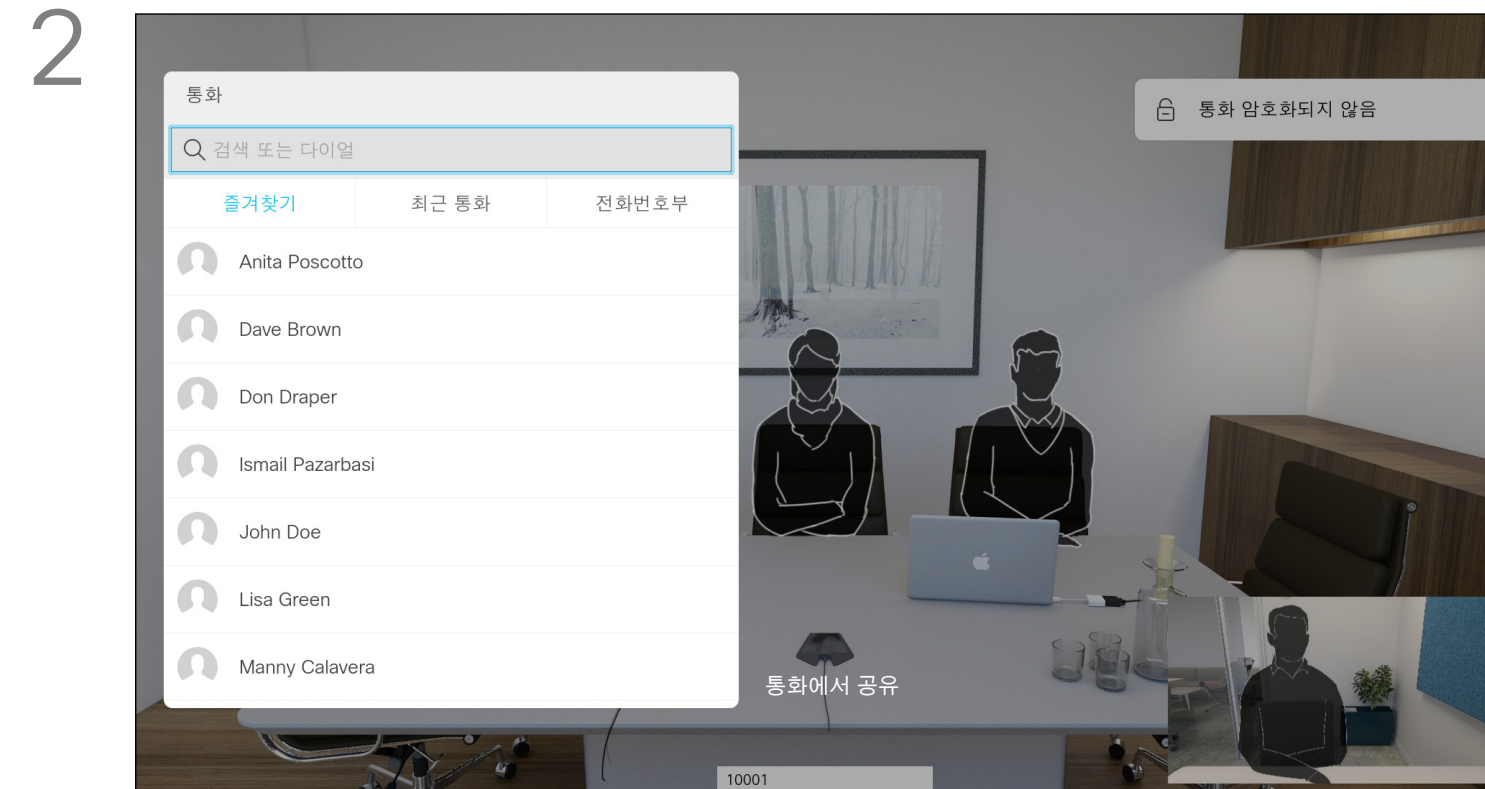 2
통화
검색 또는 다이얼
즐겨찾기 최근 통화 전화번호부
Anita Poscotto
Dave Brown
Don Draper
Ismail Pazarbasi
John Doe
Lisa Green
Manny Calavera
통화 암호화되지 않음
통화에서 공유
10001